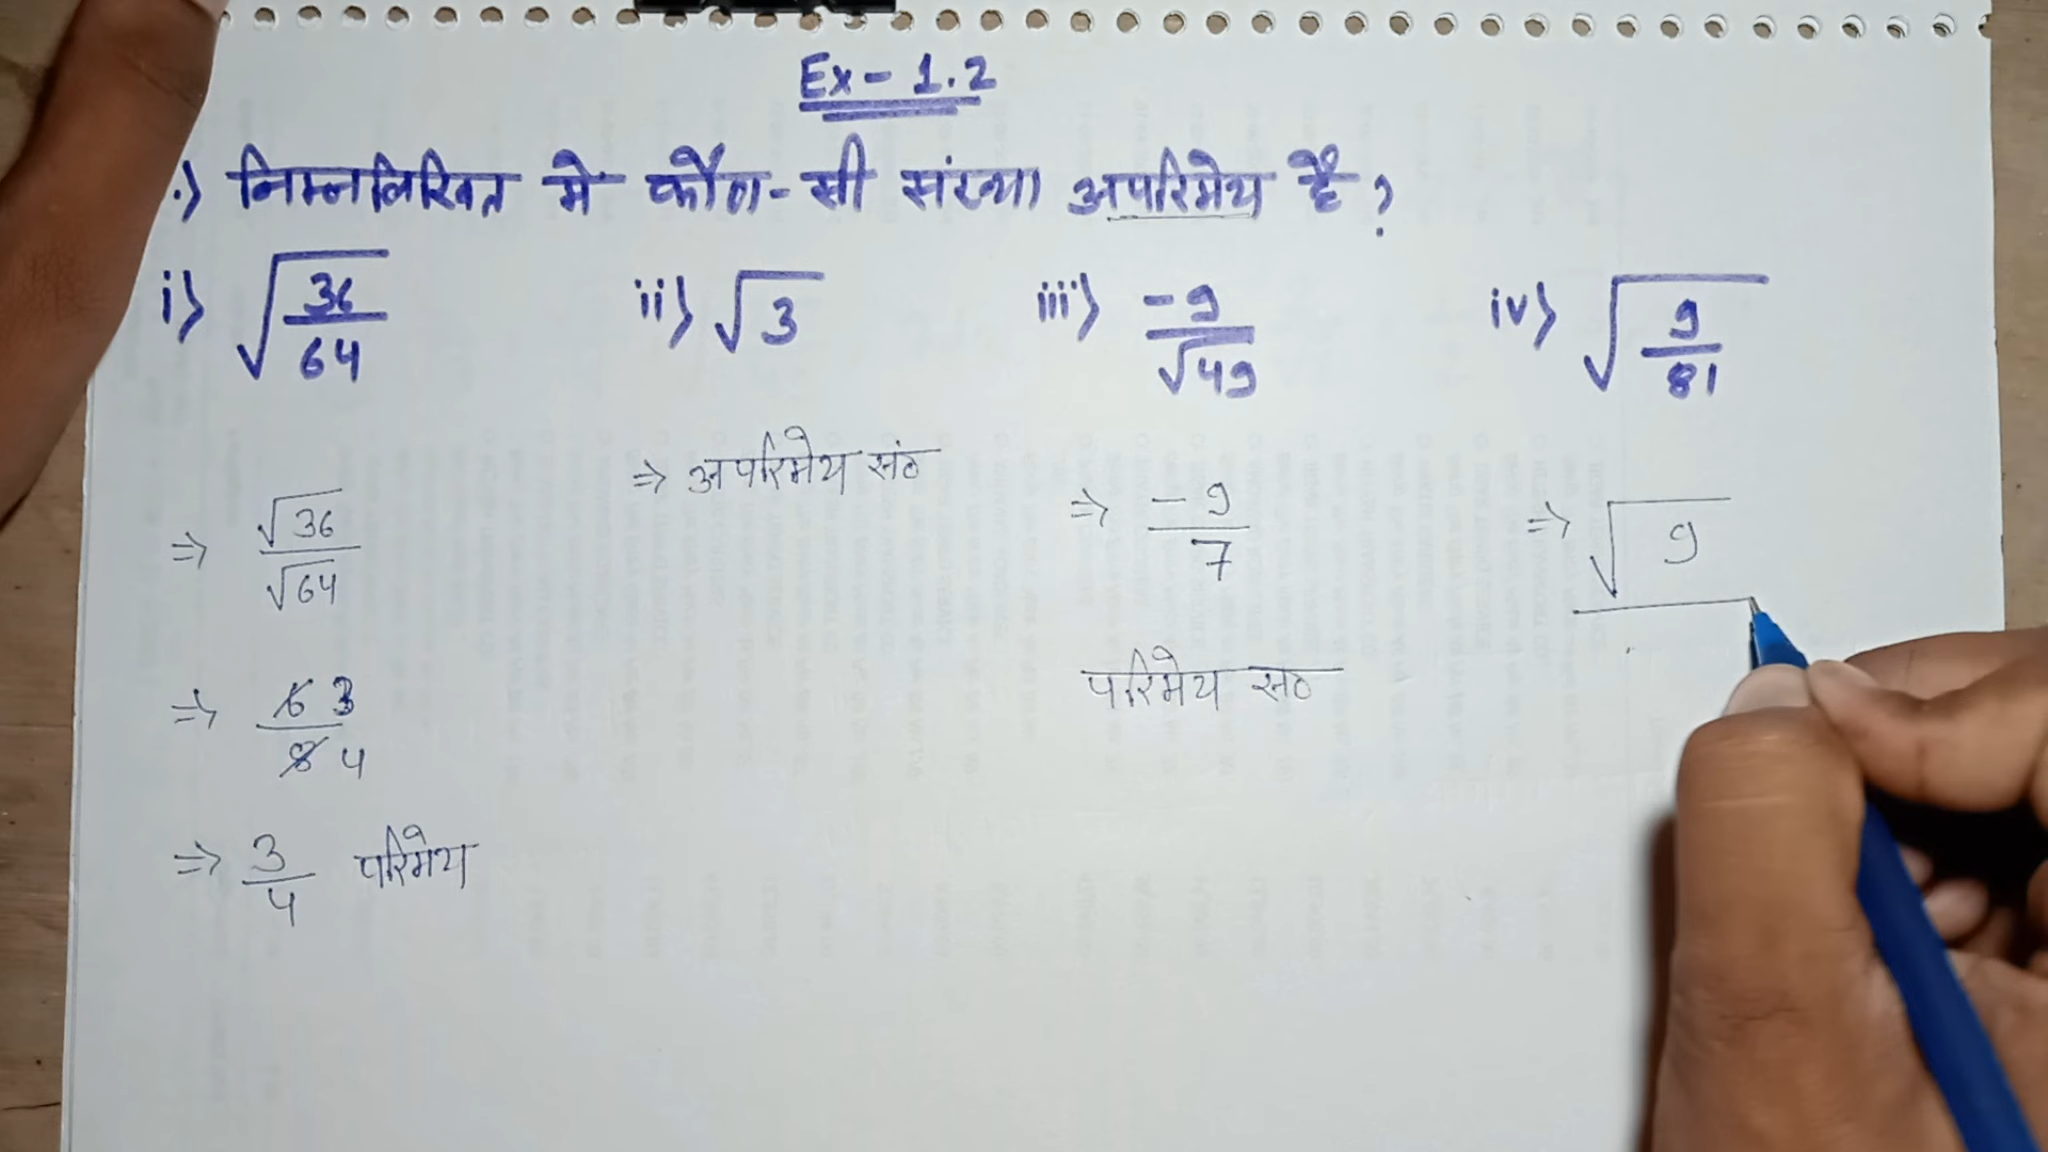 Ex - 1.2
.) निम्नलिखित मे कौन-सी संख्या अपरिमेय है ?
i) √(36/64) ii) √3 iii) -9/√49 iv) √(9/81)
⇒ √36/√64 ⇒ अपरिमेय सं० ⇒ -9/7 ⇒ √9
⇒ 6 3/8 4 परिमेय सं०
⇒ 3/4 परिमेय